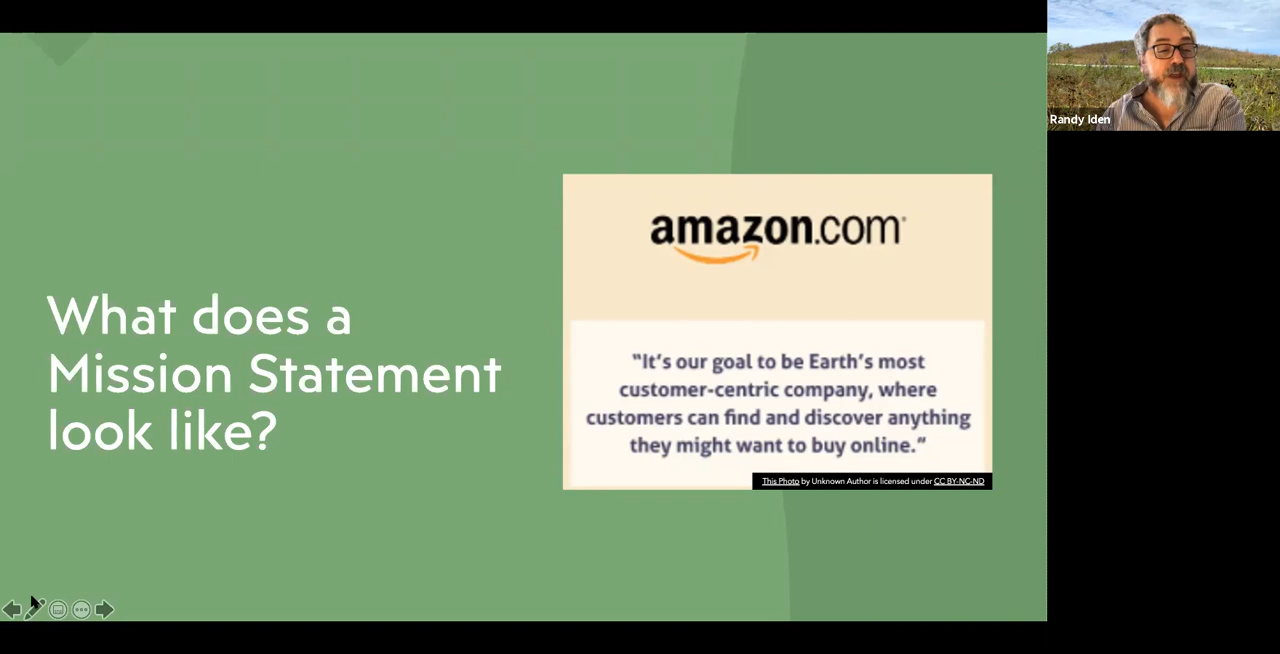 What does a
Mission Statement
look like?
amazon.com
“It’s our goal to be Earth’s most
customer-centric company, where
customers can find and discover anything
they might want to buy online.”
This Photo by Unknown Author is licensed under CC BY-NC-ND
Randy Iden